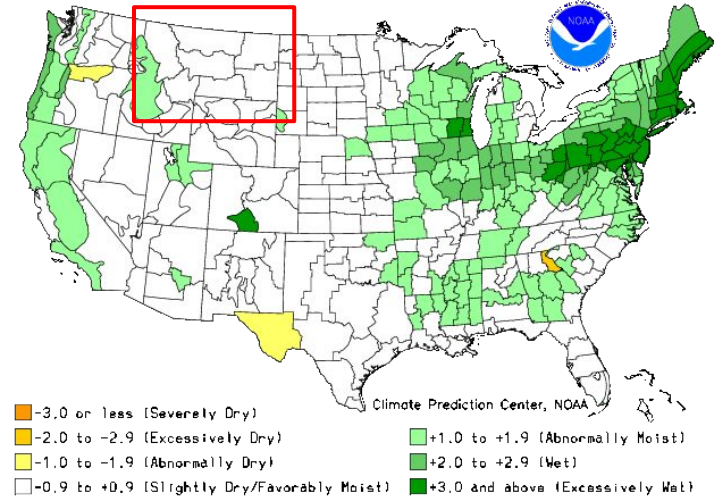 NOAA
Climate Prediction Center, NOAA
-3.0 or less (Severely Dry)
-2.0 to -2.9 (Excessively Dry)
-1.0 to -1.9 (Abnormally Dry)
-0.9 to +0.9 (Slightly Dry/Favorably Moist)
+1.0 to +1.9 (Abnormally Moist)
+2.0 to +2.9 (Wet)
+3.0 and above (Excessively Wet)